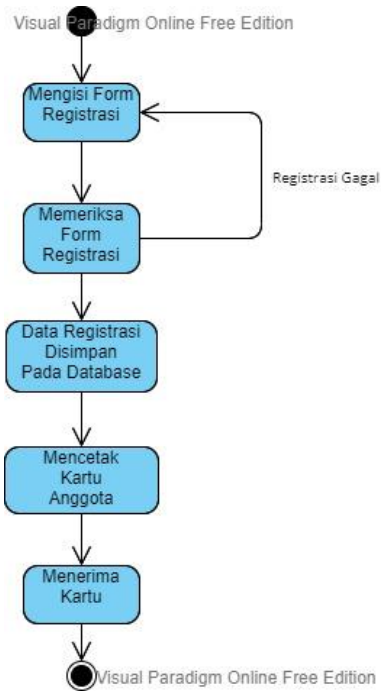 Visual Paradigm Online Free Edition
Mengisi Form
Registrasi
Registrasi Gagal
Memeriksa
Form
Registrasi
Data Registrasi
Disimpan
Pada Database
Mencetak
Kartu
Anggota
Menerima
Kartu
Visual Paradigm Online Free Edition